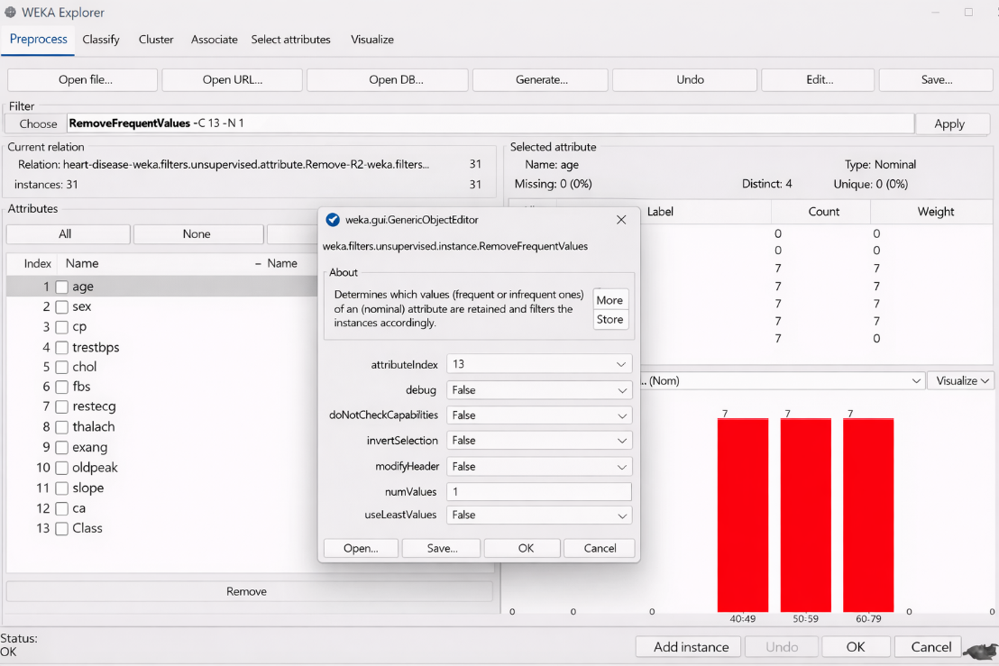 WEKA Explorer
Preprocess Classify Cluster Associate Select attributes Visualize
Open file... Open URL... Open DB... Generate... Undo Edit... Save...
Filter
Choose RemoveFrequentValues -C 13 -N 1 Apply
Current relation
Relation: heart-disease-weka.filters.unsupervised.attribute.Remove-R2-weka.filters... 31
instances: 31 31
Selected attribute
Name: age Type: Nominal
Missing: 0 (0%) Distinct: 4 Unique: 0 (0%)
Label Count Weight
0 0
0 0
7 7
7 7
7 7
7 7
7 0
Attributes
All None
Index Name – Name
1 age
2 sex
3 cp
4 trestbps
5 chol
6 fbs
7 restecg
8 thalach
9 exang
10 oldpeak
11 slope
12 ca
13 Class
Remove
weka.gui.GenericObjectEditor
weka.filters.unsupervised.instance.RemoveFrequentValues
About
Determines which values (frequent or infrequent ones)
of an (nominal) attribute are retained and filters the
instances accordingly.
More
Store
attributeIndex 13
debug False
doNotCheckCapabilities False
invertSelection False
modifyHeader False
numValues 1
useLeastValues False
Open... Save... OK Cancel
... (Nom) Visualize
7 7 7
0 0 0 0 0
40:49 50:59 60-79
Status:
OK
Add instance Undo OK Cancel